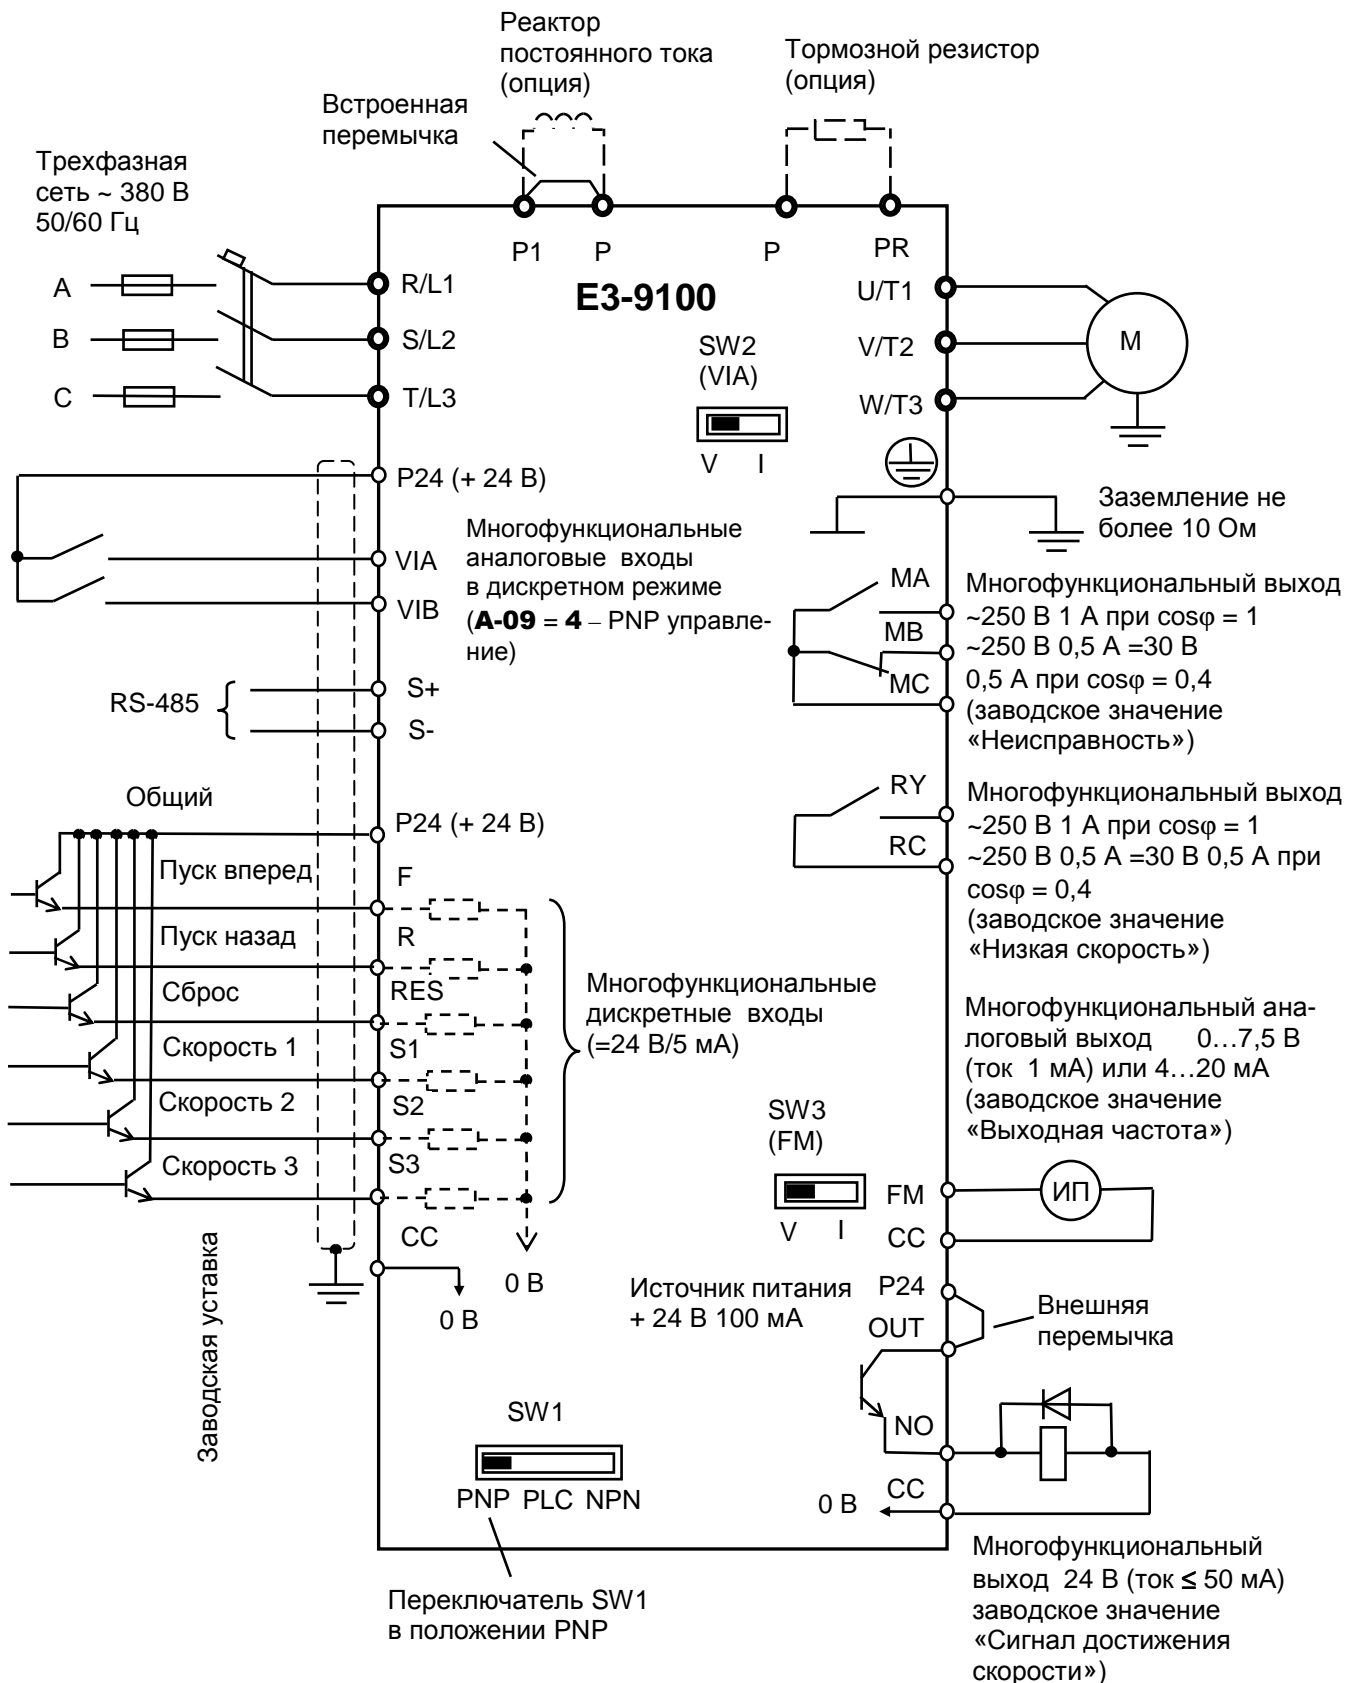 Реактор
постоянного тока
(опция)
Тормозной резистор
(опция)
Встроенная
перемычка
Трехфазная
сеть ~ 380 В
50/60 Гц
P1
P
P
PR
A
R/L1
E3-9100
U/T1
B
S/L2
SW2
(VIA)
V/T2
M
C
T/L3
W/T3
V I
P24 (+ 24 В)
Заземление не
более 10 Ом
Многофункциональные
аналоговые входы
в дискретном режиме
(A-09 = 4 – PNP управле-
ние)
VIA
VIB
MA
MB
MC
Многофункциональный выход
~250 В 1 А при cosφ = 1
~250 В 0,5 А =30 В
0,5 А при cosφ = 0,4
(заводское значение
«Неисправность»)
RS-485
S+
S-
Общий
P24 (+ 24 В)
RY
RC
Многофункциональный выход
~250 В 1 А при cosφ = 1
~250 В 0,5 А =30 В 0,5 А при
cosφ = 0,4
(заводское значение
«Низкая скорость»)
Пуск вперед
F
Пуск назад
R
Сброс
RES
Скорость 1
S1
Скорость 2
S2
Скорость 3
S3
Многофункциональные
дискретные входы
(=24 В/5 мА)
Многофункциональный ана-
логовый выход 0…7,5 В
(ток 1 мА) или 4…20 мА
(заводское значение
«Выходная частота»)
SW3
(FM)
V I
FM
ИП
CC
CC
0 В
0 В
Заводская уставка
Источник питания
+ 24 В 100 мА
P24
OUT
Внешняя
перемычка
NO
SW1
PNP PLC NPN
0 В
CC
Переключатель SW1
в положении PNP
Многофункциональный
выход 24 В (ток ≤ 50 мА)
заводское значение
«Сигнал достижения
скорости»)